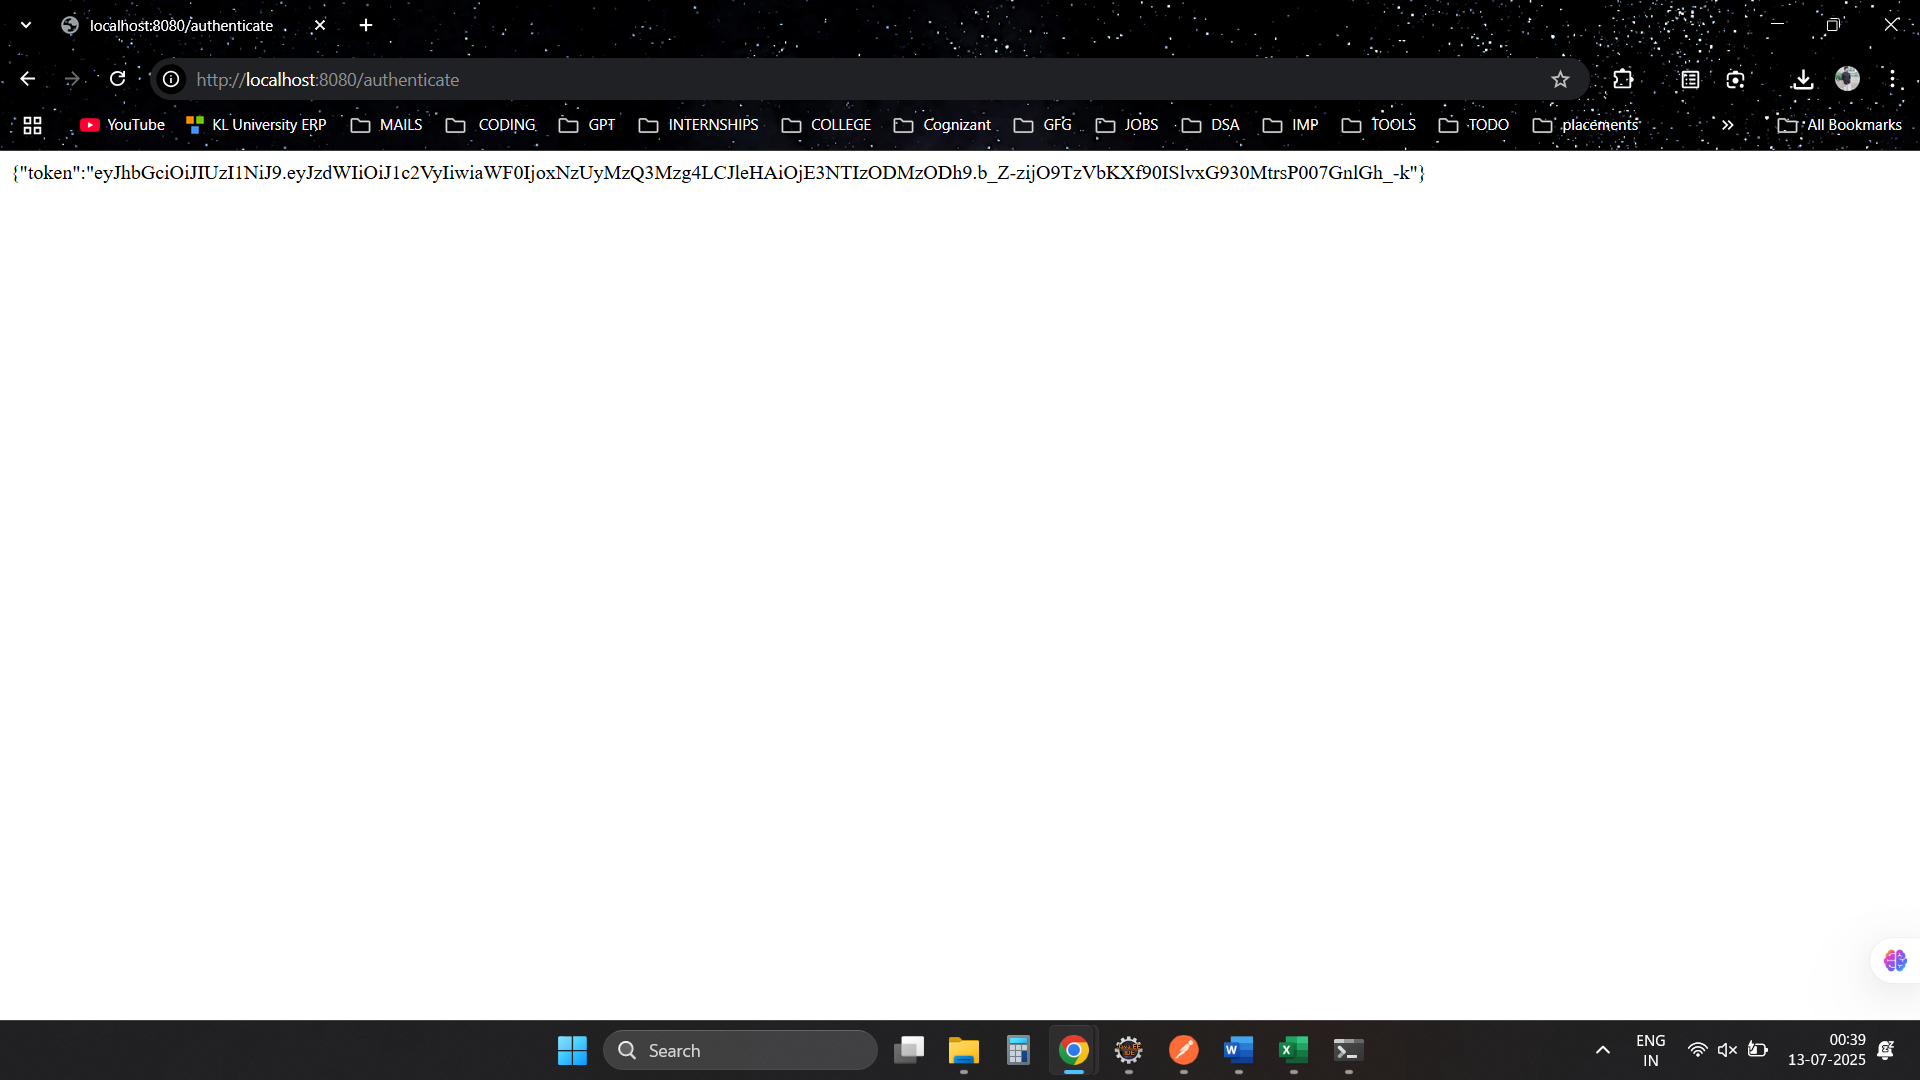 localhost:8080/authenticate
http://localhost:8080/authenticate
YouTube KL University ERP MAILS CODING GPT INTERNSHIPS COLLEGE Cognizant GFG JOBS DSA IMP TOOLS TODO placements All Bookmarks
{"token":"eyJhbGciOiJIUzI1NiJ9.eyJzdWIiOiJ1c2VyIiwiaWF0IjoxNzUyMzQ3Mzg4LCJleHAiOjE3NTIzODMzODh9.b_Z-zijO9TzVbKXf90ISlvxG930MtrsP007GnlGh_-k"}
Search
ENG
IN
00:39
13-07-2025